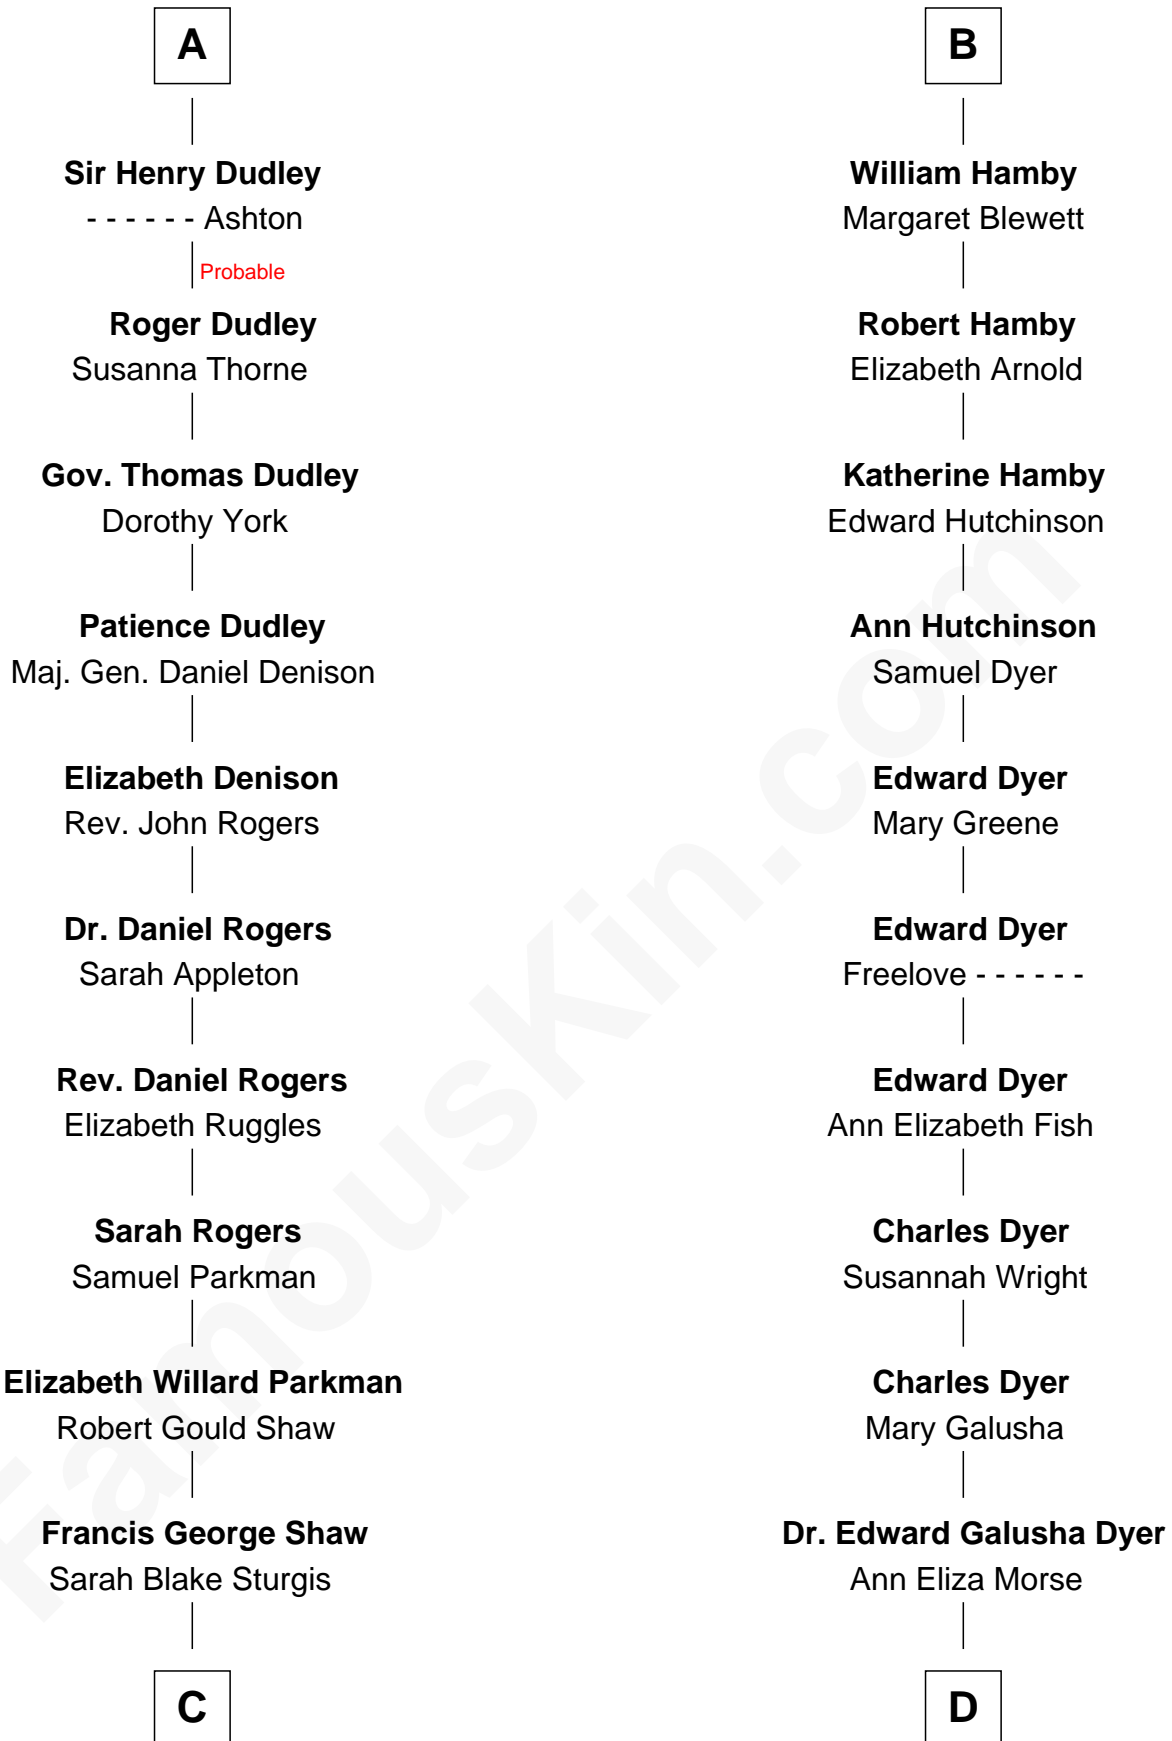 A
Sir Henry Dudley
- - - - - - Ashton
Probable
Roger Dudley
Susanna Thorne
Gov. Thomas Dudley
Dorothy York
Patience Dudley
Maj. Gen. Daniel Denison
Elizabeth Denison
Rev. John Rogers
Dr. Daniel Rogers
Sarah Appleton
Rev. Daniel Rogers
Elizabeth Ruggles
Sarah Rogers
Samuel Parkman
Elizabeth Willard Parkman
Robert Gould Shaw
Francis George Shaw
Sarah Blake Sturgis
C
B
William Hamby
Margaret Blewett
Robert Hamby
Elizabeth Arnold
Katherine Hamby
Edward Hutchinson
Ann Hutchinson
Samuel Dyer
Edward Dyer
Mary Greene
Edward Dyer
Freelove - - - - - -
Edward Dyer
Ann Elizabeth Fish
Charles Dyer
Susannah Wright
Charles Dyer
Mary Galusha
Dr. Edward Galusha Dyer
Ann Eliza Morse
D
FamousKin.com